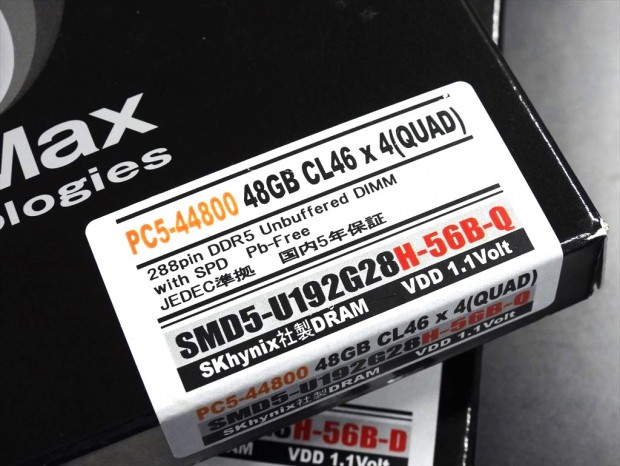 Max
ologies
PC5-44800 48GB CL46 x 4(QUAD)
288pin DDR5 Unbuffered DIMM
with SPD Pb-Free
JEDEC準拠 国内5年保証
SMD5-U192G28H-56B-Q
SKhynix社製DRAM VDD 1.1Volt
PC5-44800 48GB CL46 x 4(QUAD)
SMD5-U192G28H-56B-Q
SKhynix社製DRAM VDD 1.1Volt
H-56B-D
RAM VDD 1.1Volt